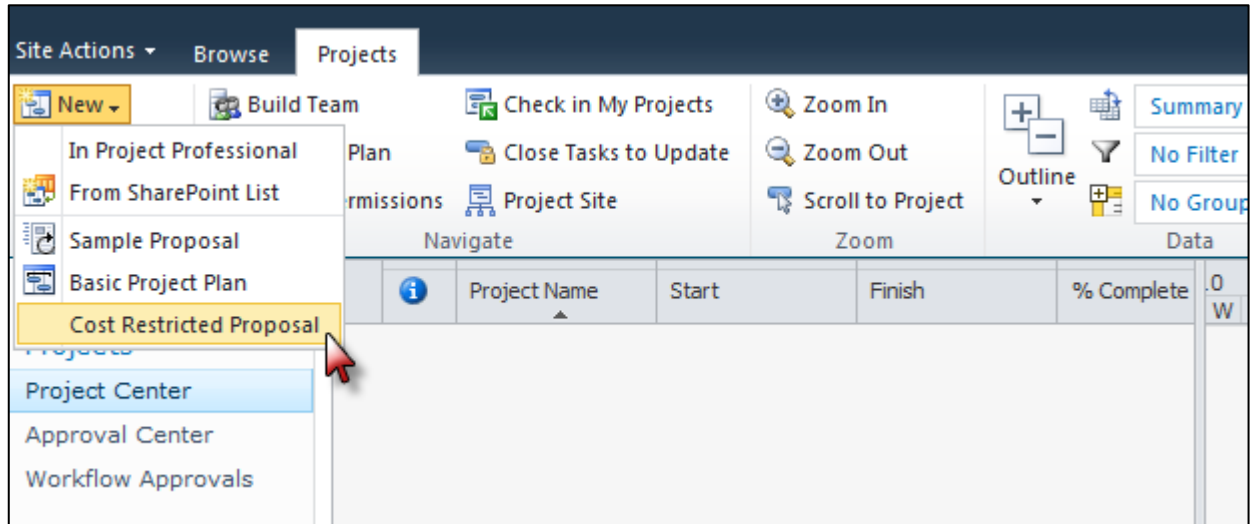 Site Actions Browse Projects
New Build Team Check in My Projects Zoom In Summary
In Project Professional Plan Close Tasks to Update Zoom Out No Filter
Outline
From SharePoint List rmissions Project Site Scroll to Project No Group
Sample Proposal Navigate Zoom Data
Basic Project Plan Project Name Start Finish % Complete .0
W
Cost Restricted Proposal
Projects
Project Center
Approval Center
Workflow Approvals